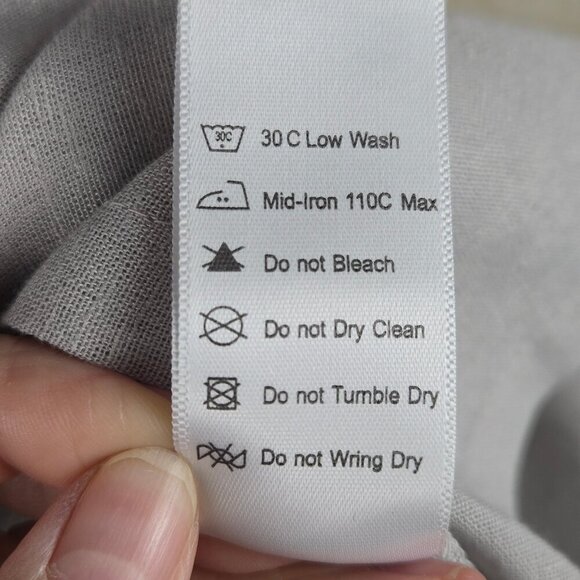 30C 30 C Low Wash
Mid-Iron 110C Max
Do not Bleach
Do not Dry Clean
Do not Tumble Dry
Do not Wring Dry